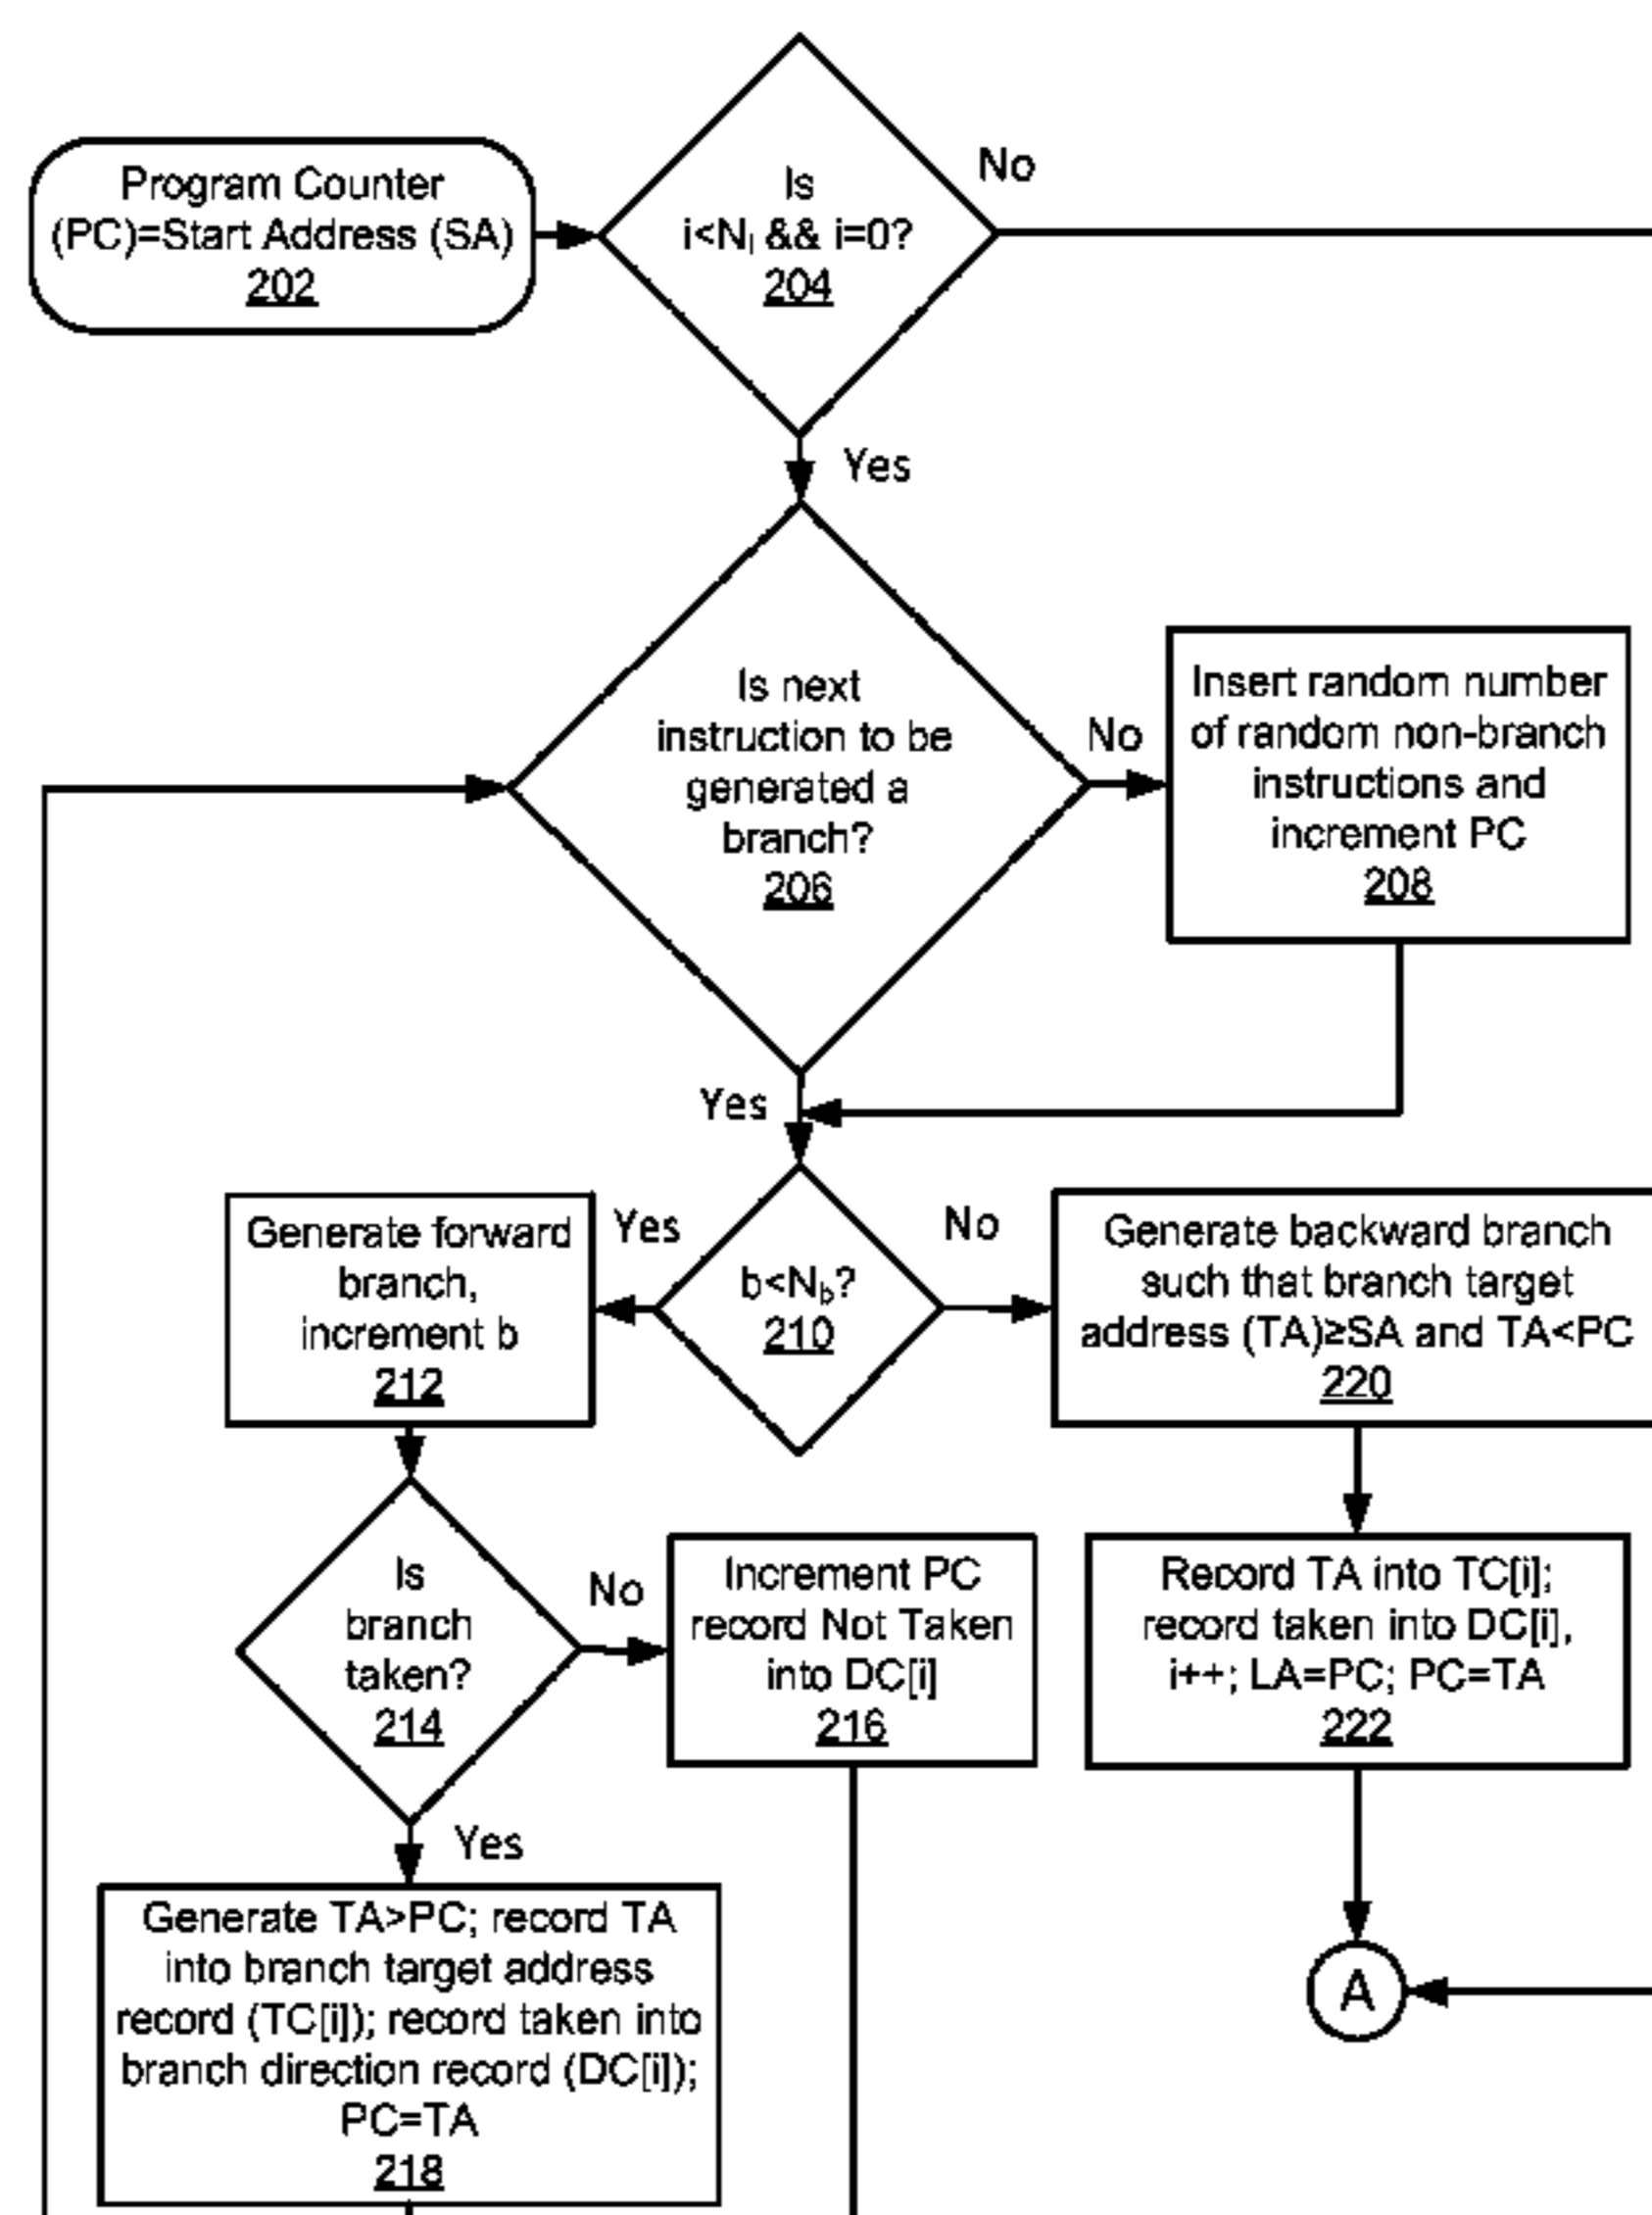 Program Counter
(PC)=Start Address (SA)
202
Is
i<Nᵢ && i=0?
204
No
Yes
Is next
instruction to be
generated a
branch?
206
No
Insert random number
of random non-branch
instructions and
increment PC
208
Yes
b<N_b?
210
Yes
No
Generate forward
branch,
increment b
212
Generate backward branch
such that branch target
address (TA)≥SA and TA<PC
220
Is
branch
taken?
214
No
Increment PC
record Not Taken
into DC[i]
216
Record TA into TC[i];
record taken into DC[i],
i++; LA=PC; PC=TA
222
Yes
Generate TA>PC; record TA
into branch target address
record (TC[i]); record taken into
branch direction record (DC[i]);
PC=TA
218
A